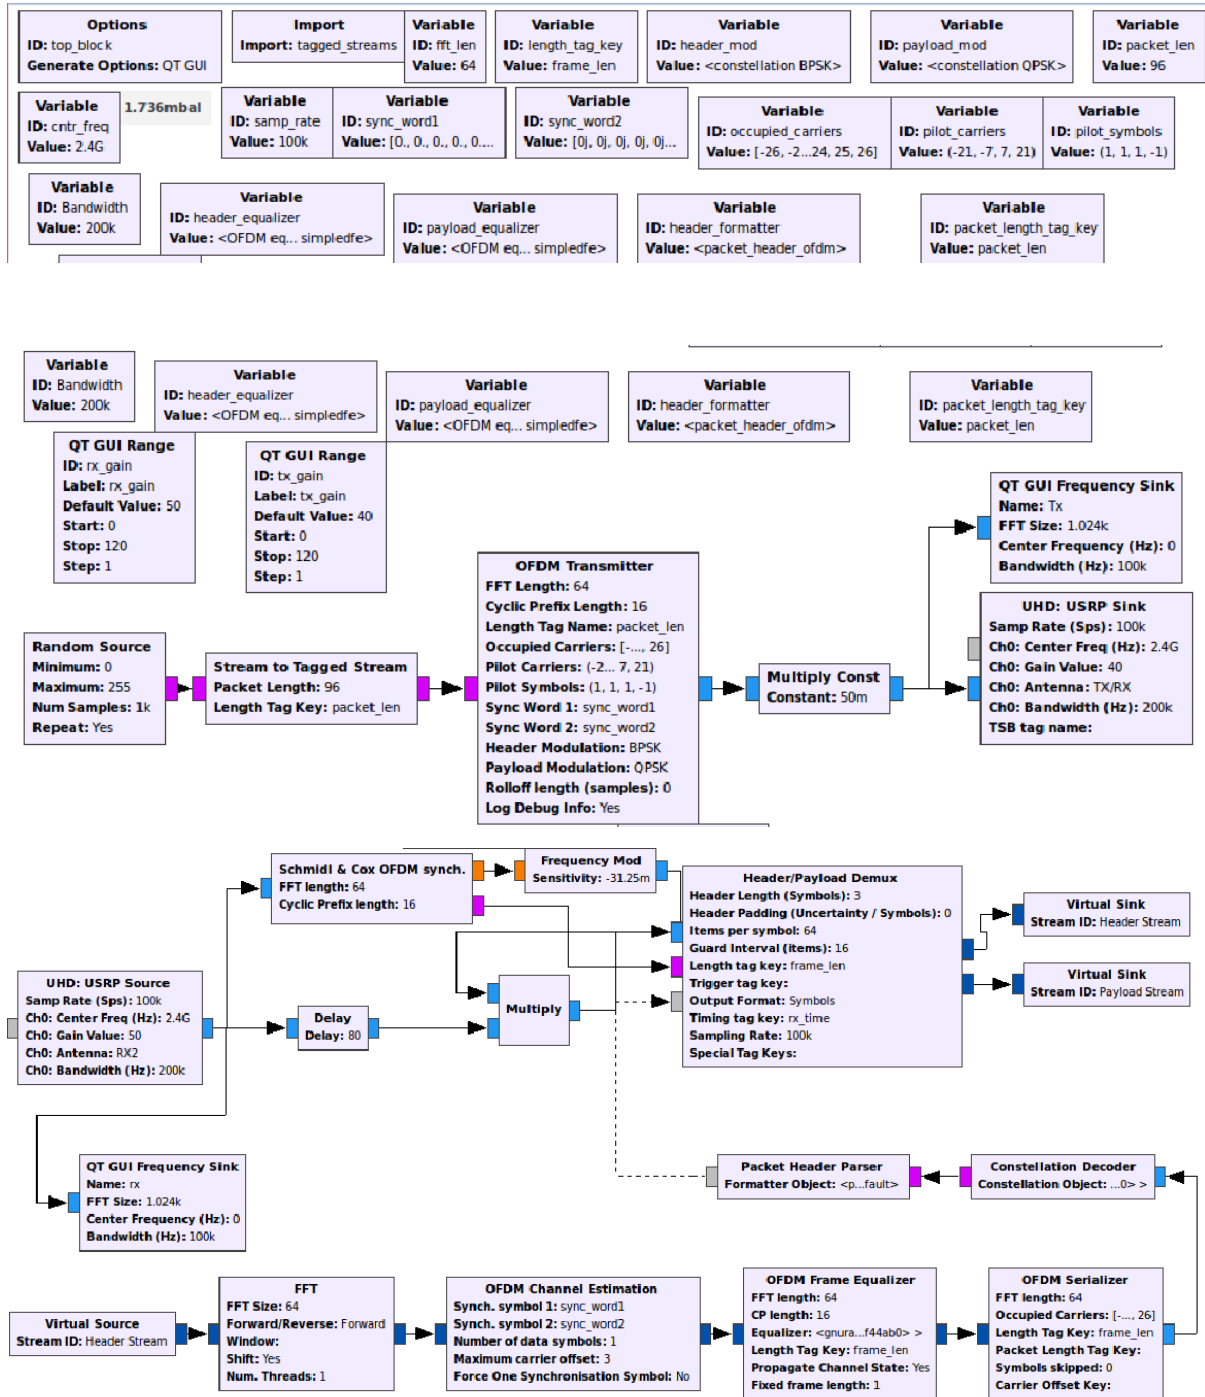 Options
ID: top_block
Generate Options: QT GUI
Import
Import: tagged_streams
Variable
ID: fft_len
Value: 64
Variable
ID: length_tag_key
Value: frame_len
Variable
ID: header_mod
Value: <constellation BPSK>
Variable
ID: payload_mod
Value: <constellation QPSK>
Variable
ID: packet_len
Value: 96
Variable
ID: cntr_freq
Value: 2.4G
1.736mbal
Variable
ID: samp_rate
Value: 100k
Variable
ID: sync_word1
Value: [0., 0., 0., 0., 0....
Variable
ID: sync_word2
Value: [0j, 0j, 0j, 0j, 0j...
Variable
ID: occupied_carriers
Value: [-26, -2...24, 25, 26]
Variable
ID: pilot_carriers
Value: (-21, -7, 7, 21)
Variable
ID: pilot_symbols
Value: (1, 1, 1, -1)
Variable
ID: Bandwidth
Value: 200k
Variable
ID: header_equalizer
Value: <OFDM eq... simpledfe>
Variable
ID: payload_equalizer
Value: <OFDM eq... simpledfe>
Variable
ID: header_formatter
Value: <packet_header_ofdm>
Variable
ID: packet_length_tag_key
Value: packet_len
Variable
ID: Bandwidth
Value: 200k
Variable
ID: header_equalizer
Value: <OFDM eq... simpledfe>
Variable
ID: payload_equalizer
Value: <OFDM eq... simpledfe>
Variable
ID: header_formatter
Value: <packet_header_ofdm>
Variable
ID: packet_length_tag_key
Value: packet_len
QT GUI Range
ID: rx_gain
Label: rx_gain
Default Value: 50
Start: 0
Stop: 120
Step: 1
QT GUI Range
ID: tx_gain
Label: tx_gain
Default Value: 40
Start: 0
Stop: 120
Step: 1
QT GUI Frequency Sink
Name: Tx
FFT Size: 1.024k
Center Frequency (Hz): 0
Bandwidth (Hz): 100k
Random Source
Minimum: 0
Maximum: 255
Num Samples: 1k
Repeat: Yes
Stream to Tagged Stream
Packet Length: 96
Length Tag Key: packet_len
OFDM Transmitter
FFT Length: 64
Cyclic Prefix Length: 16
Length Tag Name: packet_len
Occupied Carriers: [-..., 26]
Pilot Carriers: (-2... 7, 21)
Pilot Symbols: (1, 1, 1, -1)
Sync Word 1: sync_word1
Sync Word 2: sync_word2
Header Modulation: BPSK
Payload Modulation: QPSK
Rolloff length (samples): 0
Log Debug Info: Yes
Multiply Const
Constant: 50m
UHD: USRP Sink
Samp Rate (Sps): 100k
Ch0: Center Freq (Hz): 2.4G
Ch0: Gain Value: 40
Ch0: Antenna: TX/RX
Ch0: Bandwidth (Hz): 200k
TSB tag name:
Schmidl & Cox OFDM synch.
FFT length: 64
Cyclic Prefix length: 16
Frequency Mod
Sensitivity: -31.25m
Header/Payload Demux
Header Length (Symbols): 3
Header Padding (Uncertainty / Symbols): 0
Items per symbol: 64
Guard Interval (items): 16
Length tag key: frame_len
Trigger tag key:
Output Format: Symbols
Timing tag key: rx_time
Sampling Rate: 100k
Special Tag Keys:
Virtual Sink
Stream ID: Header Stream
Virtual Sink
Stream ID: Payload Stream
UHD: USRP Source
Samp Rate (Sps): 100k
Ch0: Center Freq (Hz): 2.4G
Ch0: Gain Value: 50
Ch0: Antenna: RX2
Ch0: Bandwidth (Hz): 200k
Delay
Delay: 80
Multiply
QT GUI Frequency Sink
Name: rx
FFT Size: 1.024k
Center Frequency (Hz): 0
Bandwidth (Hz): 100k
Packet Header Parser
Formatter Object: <p...fault>
Constellation Decoder
Constellation Object: ...0> >
Virtual Source
Stream ID: Header Stream
FFT
FFT Size: 64
Forward/Reverse: Forward
Window:
Shift: Yes
Num. Threads: 1
OFDM Channel Estimation
Synch. symbol 1: sync_word1
Synch. symbol 2: sync_word2
Number of data symbols: 1
Maximum carrier offset: 3
Force One Synchronisation Symbol: No
OFDM Frame Equalizer
FFT length: 64
CP length: 16
Equalizer: <gnura...f44ab0> >
Length Tag Key: frame_len
Propagate Channel State: Yes
Fixed frame length: 1
OFDM Serializer
FFT length: 64
Occupied Carriers: [-..., 26]
Length Tag Key: frame_len
Packet Length Tag Key:
Symbols skipped: 0
Carrier Offset Key: